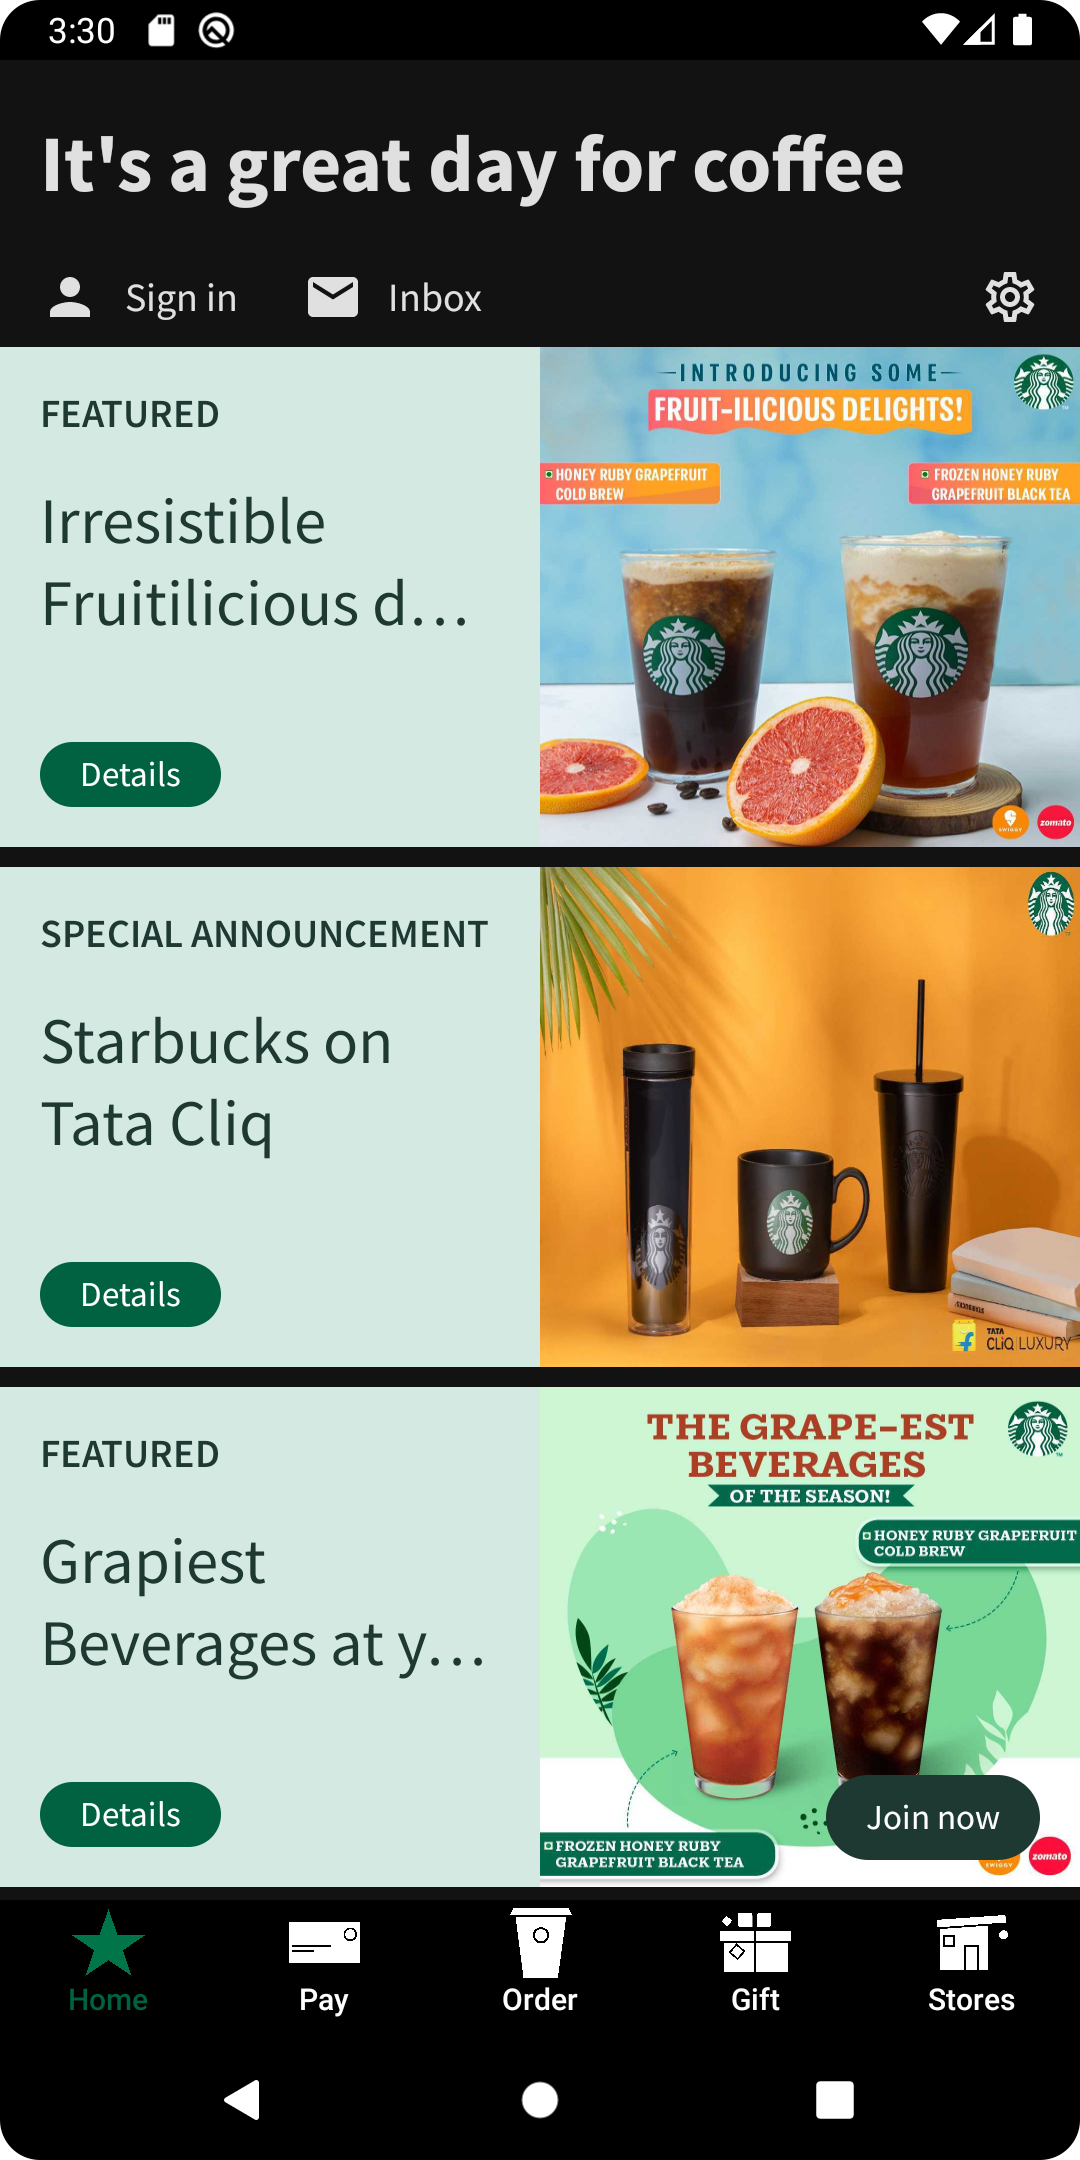 3:30
It's a great day for coffee
Sign in
Inbox
FEATURED
Irresistible
Fruitilicious d...
Details
INTRODUCING SOME
FRUIT-ILICIOUS DELIGHTS!
HONEY RUBY GRAPEFRUIT
COLD BREW
FROZEN HONEY RUBY
GRAPEFRUIT BLACK TEA
SWIGGY
zomato
SPECIAL ANNOUNCEMENT
Starbucks on
Tata Cliq
Details
STARBUCKS
TATA
CLiQ | LUXURY
FEATURED
Grapiest
Beverages at y...
Details
THE GRAPE-EST
BEVERAGES
OF THE SEASON!
HONEY RUBY GRAPEFRUIT
COLD BREW
FROZEN HONEY RUBY
GRAPEFRUIT BLACK TEA
Join now
SWIGGY
zomato
Home
Pay
Order
Gift
Stores